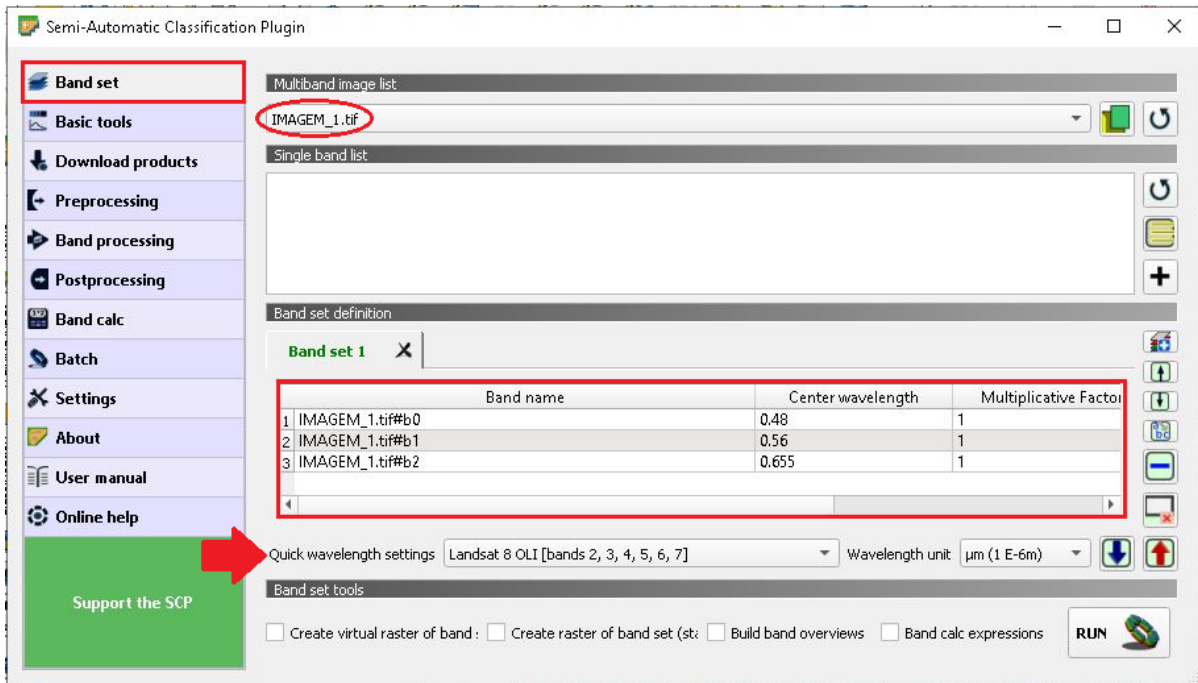 Semi-Automatic Classification Plugin
Band set
Basic tools
Download products
Preprocessing
Band processing
Postprocessing
Band calc
Batch
Settings
About
User manual
Online help
Support the SCP
Multiband image list
IMAGEM_1.tif
Single band list
Band set definition
Band set 1
Band name Center wavelength Multiplicative Factor
1 IMAGEM_1.tif#b0 0.48 1
2 IMAGEM_1.tif#b1 0.56 1
3 IMAGEM_1.tif#b2 0.655 1
Quick wavelength settings Landsat 8 OLI [bands 2, 3, 4, 5, 6, 7] Wavelength unit µm (1 E-6m)
Band set tools
Create virtual raster of band Create raster of band set (sta Build band overviews Band calc expressions RUN